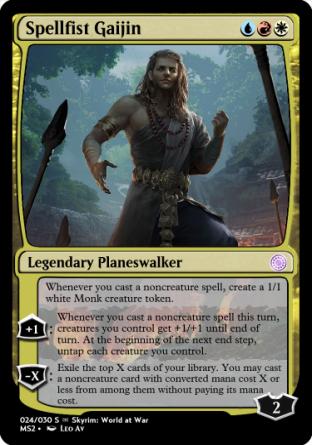 Spellfist Gaijin
Legendary Planeswalker
Whenever you cast a noncreature spell, create a 1/1
white Monk creature token.
+1: Whenever you cast a noncreature spell this turn,
creatures you control get +1/+1 until end of
turn. At the beginning of the next end step,
untap each creature you control.
-X: Exile the top X cards of your library. You may cast
a noncreature card with converted mana cost X or
less from among them without paying its mana
cost.
2
024/030 S Skyrim: World at War
MS2 • Leo Av